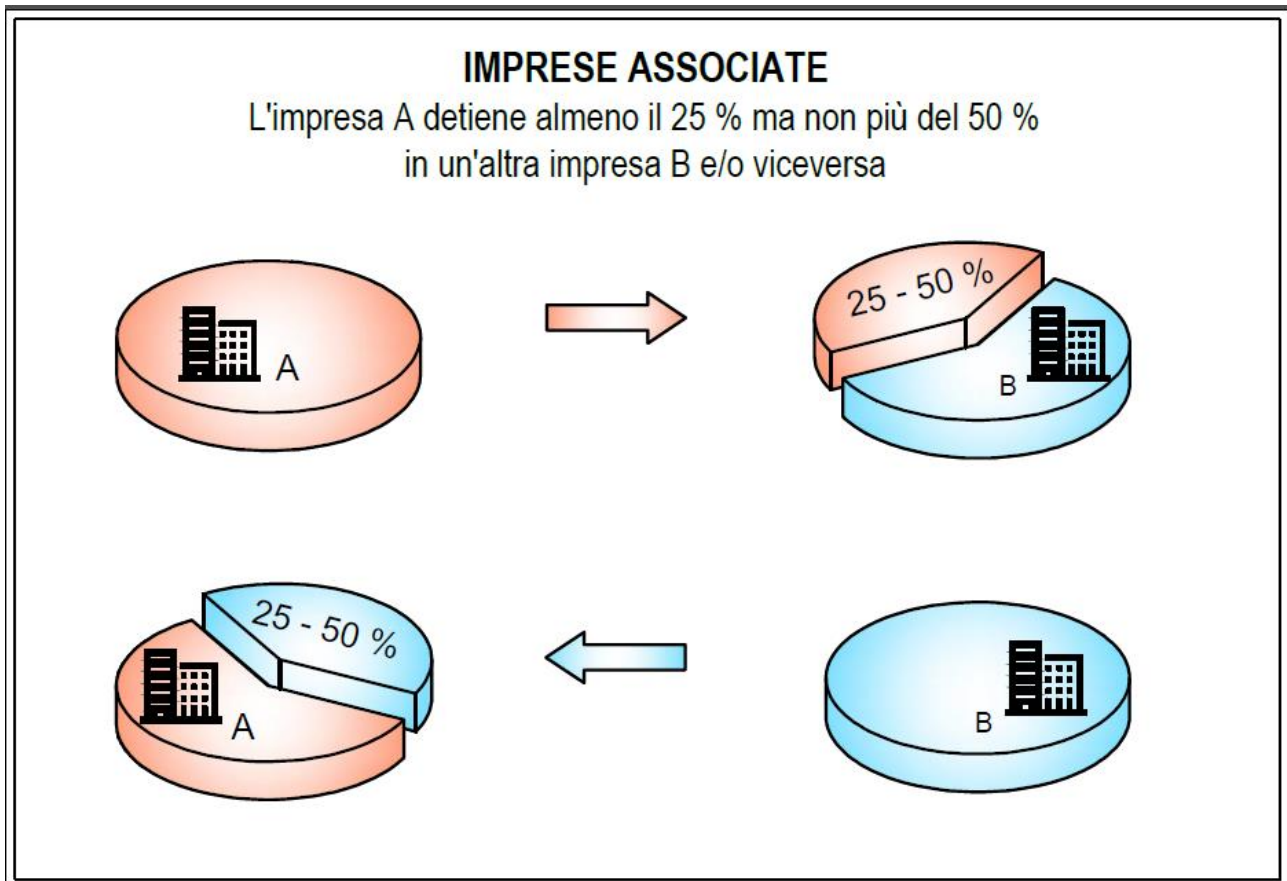 IMPRESE ASSOCIATE
L'impresa A detiene almeno il 25 % ma non più del 50 %
in un'altra impresa B e/o viceversa
A
25 - 50 %
B
25 - 50 %
A
B